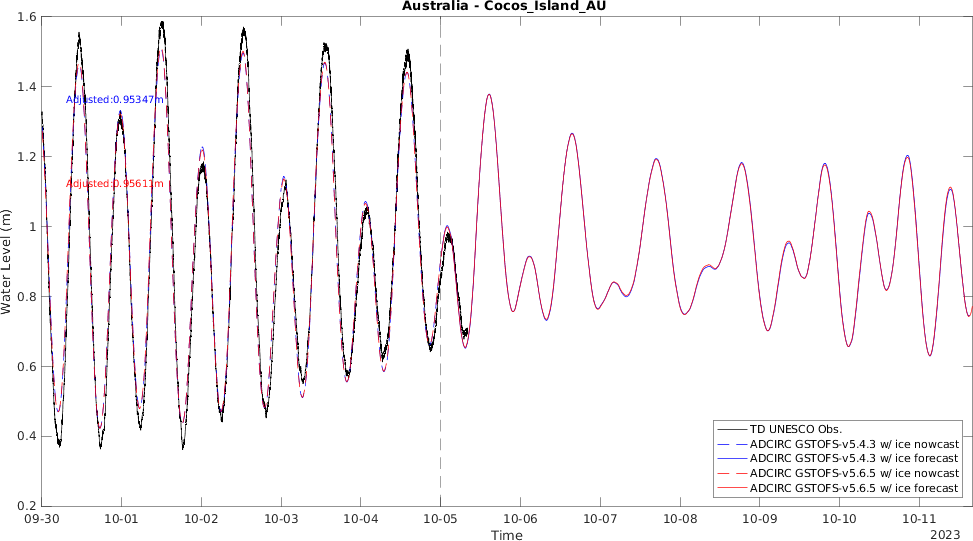 Australia - Cocos_Island_AU
1.6
1.4
1.2
1
0.8
0.6
0.4
0.2
Water Level (m)
Adjusted:0.95347m
Adjusted:0.95611m
TD UNESCO Obs.
ADCIRC GSTOFS-v5.4.3 w/ ice nowcast
ADCIRC GSTOFS-v5.4.3 w/ ice forecast
ADCIRC GSTOFS-v5.6.5 w/ ice nowcast
ADCIRC GSTOFS-v5.6.5 w/ ice forecast
09-30 10-01 10-02 10-03 10-04 10-05 10-06 10-07 10-08 10-09 10-10 10-11
Time
2023